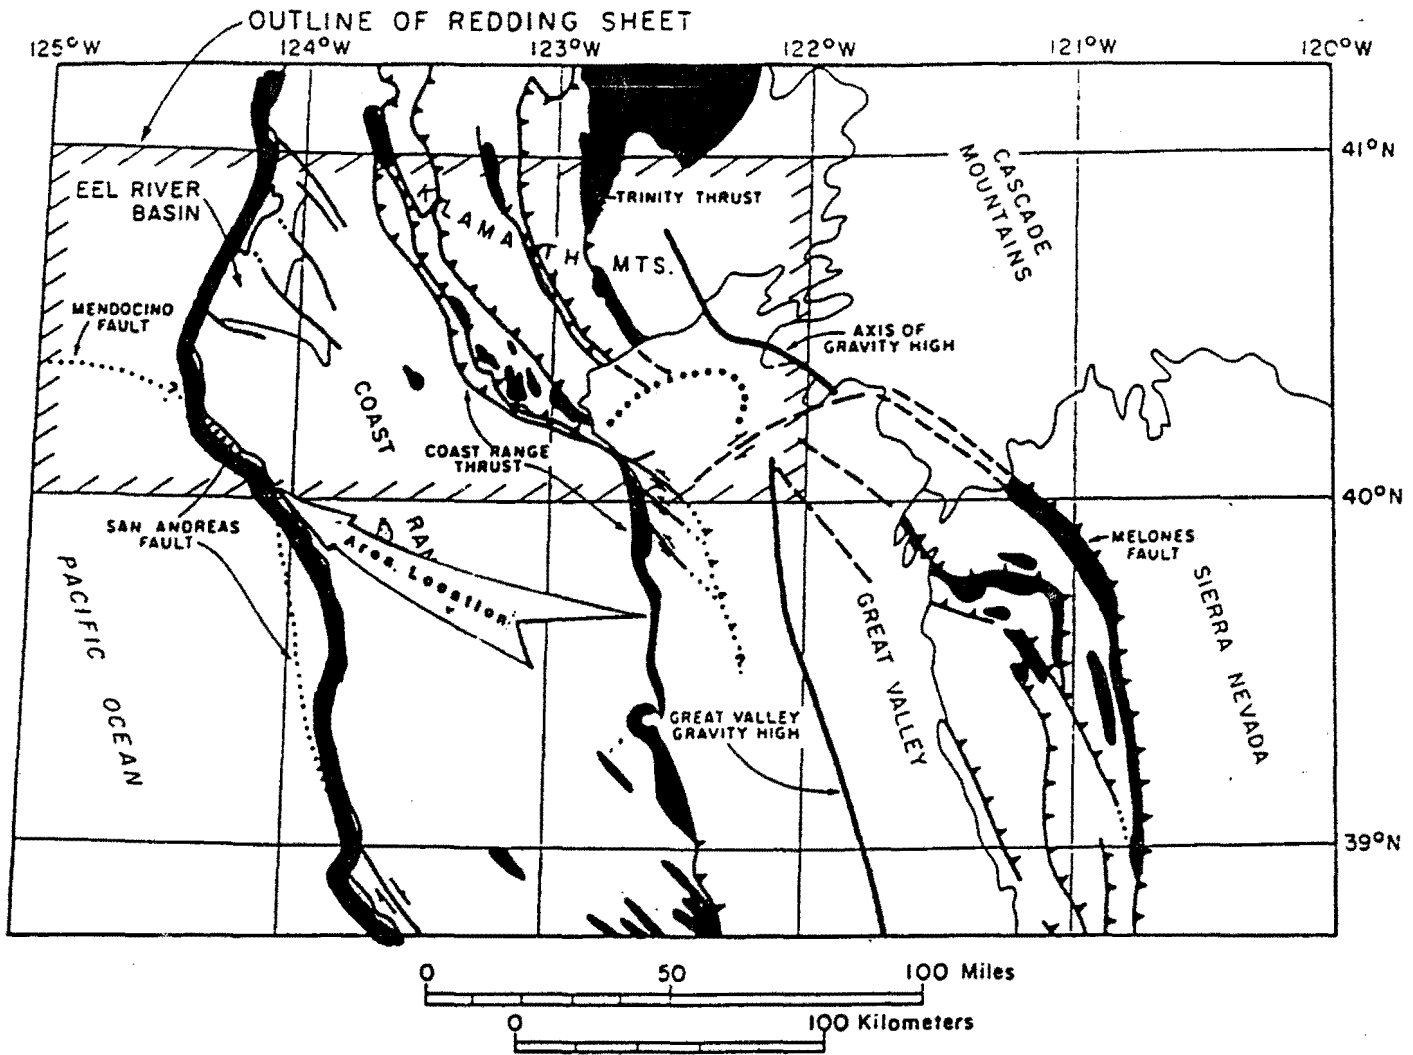 OUTLINE OF REDDING SHEET
125°W 124°W 123°W 122°W 121°W 120°W
41°N
CASCADE
MOUNTAINS
EEL RIVER
BASIN
TRINITY THRUST
KLAMATH MTS.
MENDOCINO
FAULT
?
AXIS OF
GRAVITY HIGH
COAST
RAN
COAST RANGE
THRUST
40°N
SAN ANDREAS
FAULT
Area Location
MELONES
FAULT
PACIFIC OCEAN
GREAT VALLEY
SIERRA NEVADA
GREAT VALLEY
GRAVITY HIGH
39°N
0 50 100 Miles
0 100 Kilometers